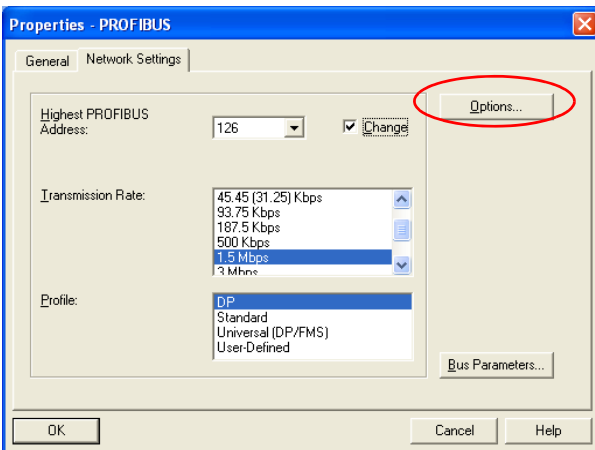 Properties - PROFIBUS
General Network Settings
Options...
Highest PROFIBUS
Address:
126
Change
Transmission Rate:
45.45 (31.25) Kbps
93.75 Kbps
187.5 Kbps
500 Kbps
1.5 Mbps
3 Mbps
Profile:
DP
Standard
Universal (DP/FMS)
User-Defined
Bus Parameters...
OK Cancel Help